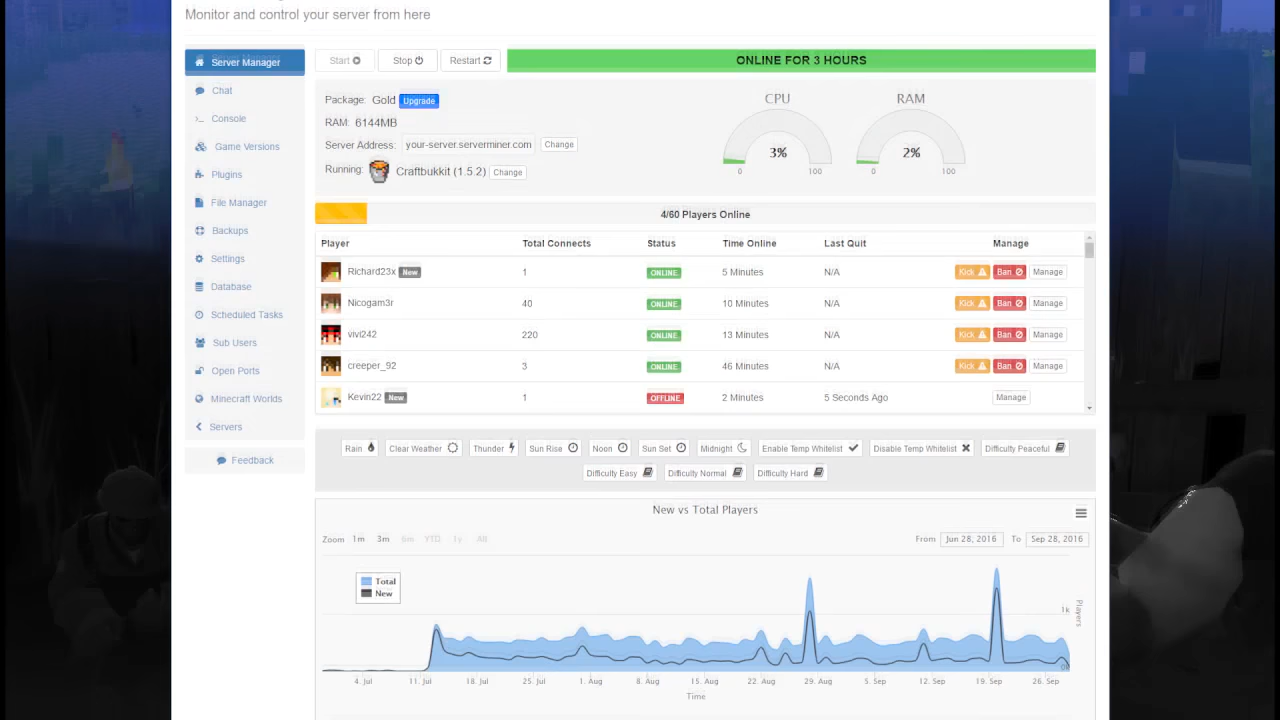 Monitor and control your server from here
Server Manager
Chat
Console
Game Versions
Plugins
File Manager
Backups
Settings
Database
Scheduled Tasks
Sub Users
Open Ports
Minecraft Worlds
Servers
Feedback
Start Stop Restart ONLINE FOR 3 HOURS
Package: Gold Upgrade
RAM: 6144MB
Server Address: your-server.serverminer.com Change
Running: Craftbukkit (1.5.2) Change
CPU RAM
3% 2%
0 100 0 100
4/60 Players Online
Player Total Connects Status Time Online Last Quit Manage
Richard23x New 1 ONLINE 5 Minutes N/A Kick Ban Manage
Nicogam3r 40 ONLINE 10 Minutes N/A Kick Ban Manage
vivi242 220 ONLINE 13 Minutes N/A Kick Ban Manage
creeper_92 3 ONLINE 46 Minutes N/A Kick Ban Manage
Kevin22 New 1 OFFLINE 2 Minutes 5 Seconds Ago Manage
Rain Clear Weather Thunder Sun Rise Noon Sun Set Midnight Enable Temp Whitelist Disable Temp Whitelist Difficulty Peaceful
Difficulty Easy Difficulty Normal Difficulty Hard
New vs Total Players
Zoom 1m 3m 6m YTD 1y All From Jun 28, 2016 To Sep 28, 2016
Total
New
1k
Players
4. Jul 11. Jul 18. Jul 25. Jul 1. Aug 8. Aug 15. Aug 22. Aug 29. Aug 5. Sep 12. Sep 19. Sep 26. Sep
Time